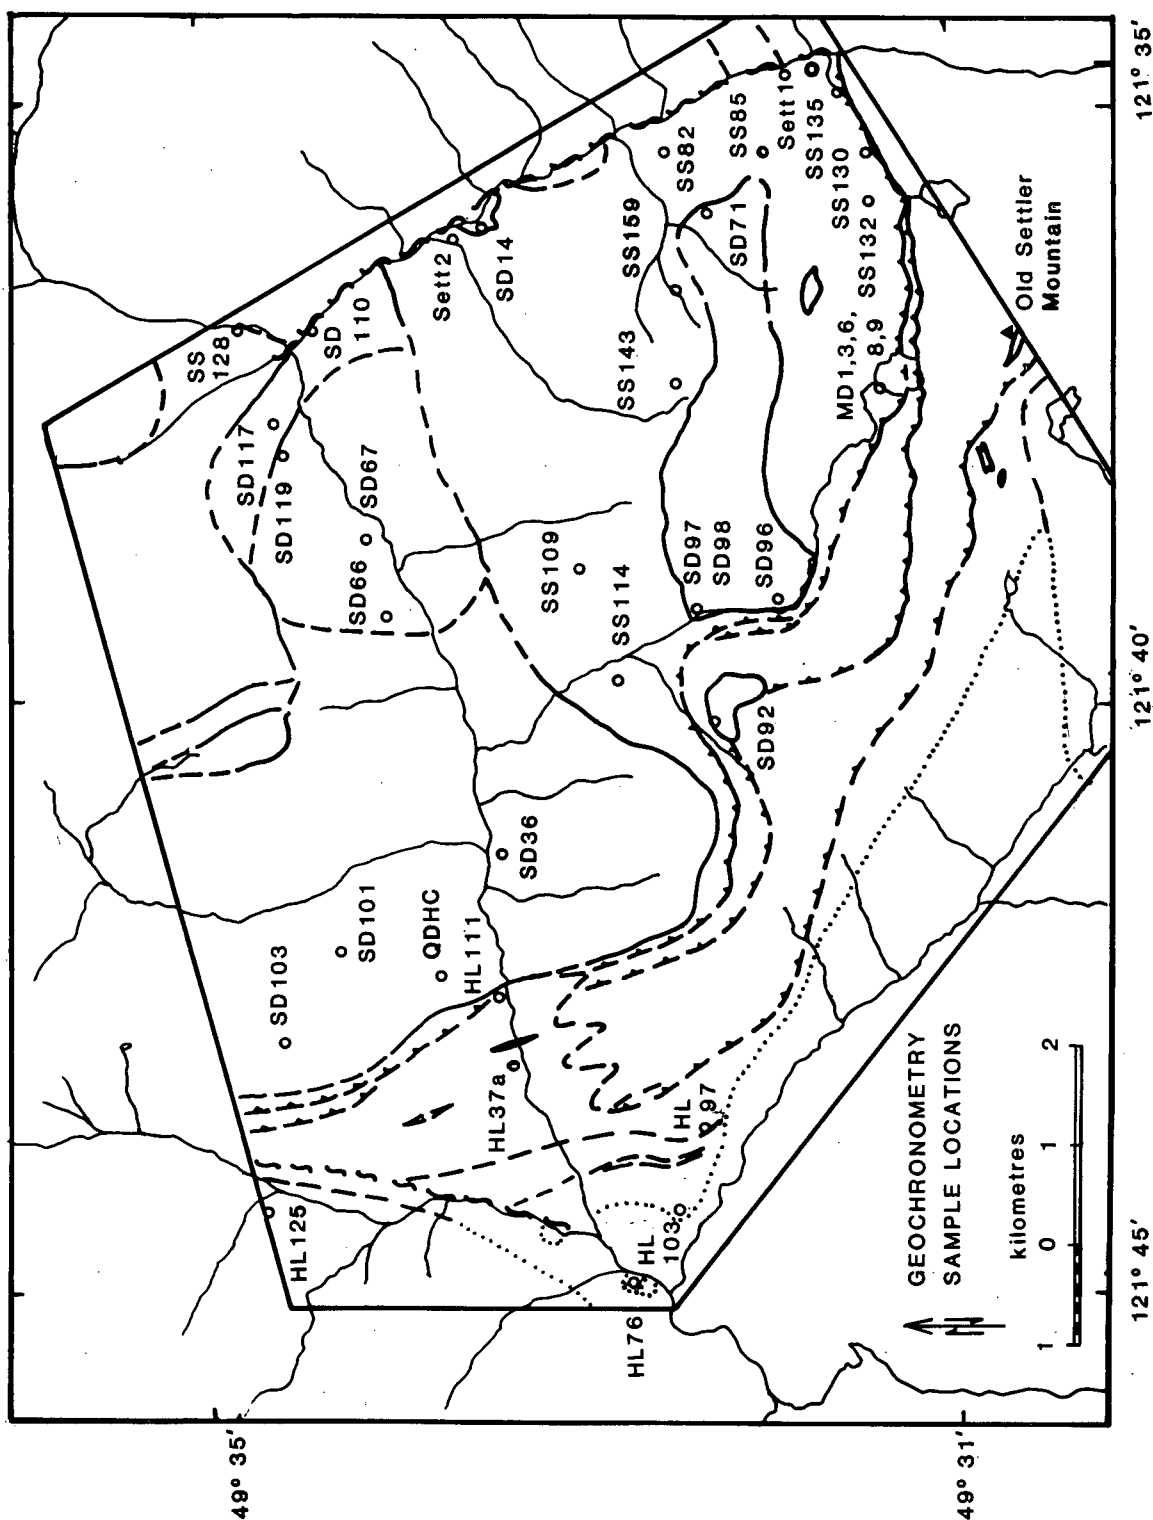 49° 35′
49° 31′
121° 45′
121° 40′
121° 35′
HL125
HL76
HL
103
HL
97
HL37a
HL111
QDHC
SD103
SD101
SD36
SD92
SS114
SS109
SD66
SD67
SD119
SD117
SS
128
SD
110
Sett2
SD14
SS143
SS159
SS82
SD71
SS85
Sett1
SS135
SS130
SS132
MD1,3,6,
8,9
SD97
SD98
SD96
Old Settler
Mountain
GEOCHRONOMETRY
SAMPLE LOCATIONS
kilometres
1 0 1 2